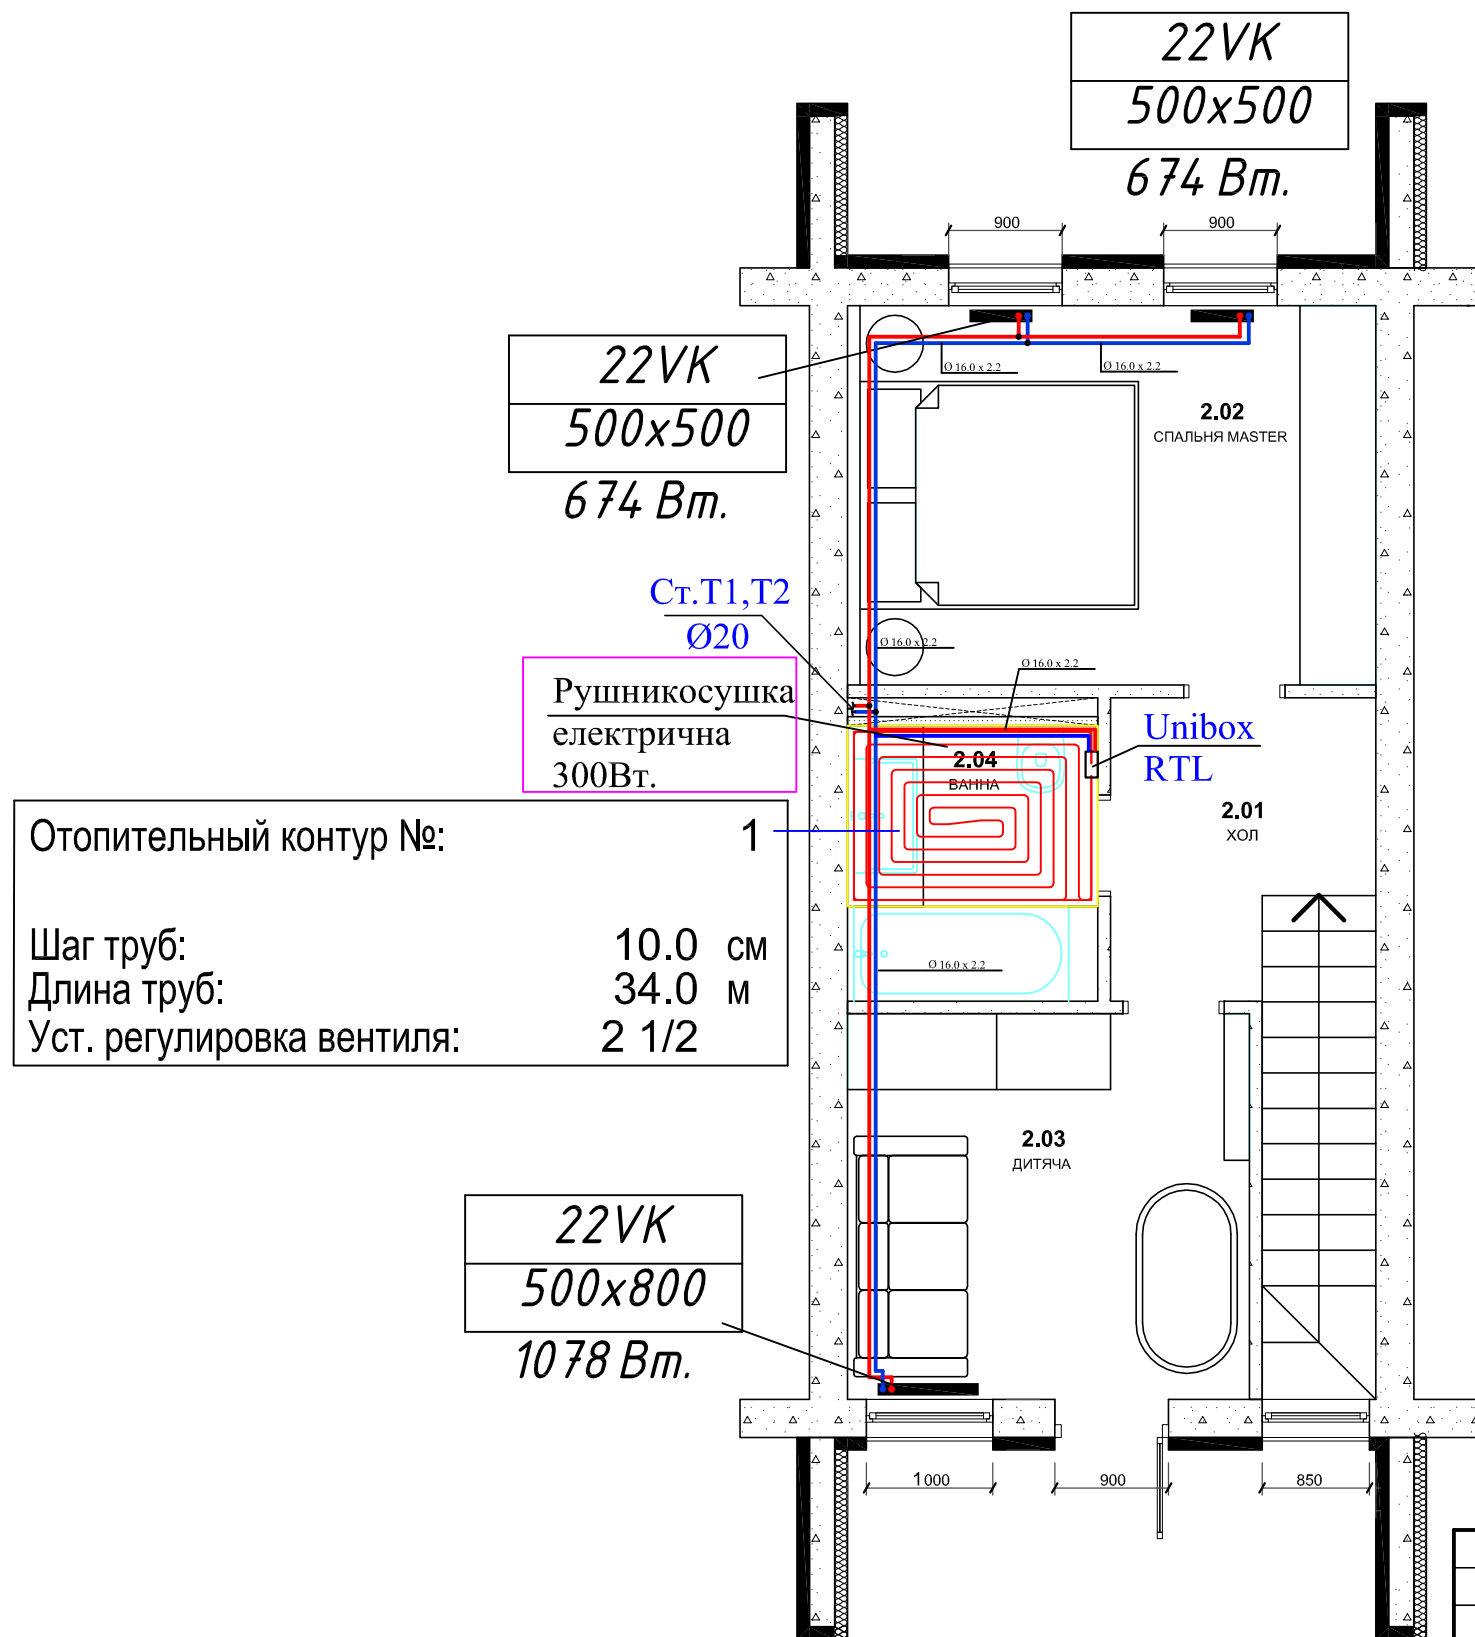 22VK
500x500
674 Вт.
900
900
22VK
500x500
674 Вт.
Ø 16.0 x 2.2
Ø 16.0 x 2.2
2.02
СПАЛЬНЯ MASTER
Ст.Т1,Т2
Ø20
Ø 16.0 x 2.2
Ø 16.0 x 2.2
Рушникосушка
електрична
300Вт.
Unibox
RTL
2.04
ВАННА
2.01
ХОЛ
Отопительный контур №: 1
Шаг труб: 10.0 см
Длина труб: 34.0 м
Уст. регулировка вентиля: 2 1/2
Ø 16.0 x 2.2
2.03
ДИТЯЧА
22VK
500x800
1078 Вт.
1000
900
850